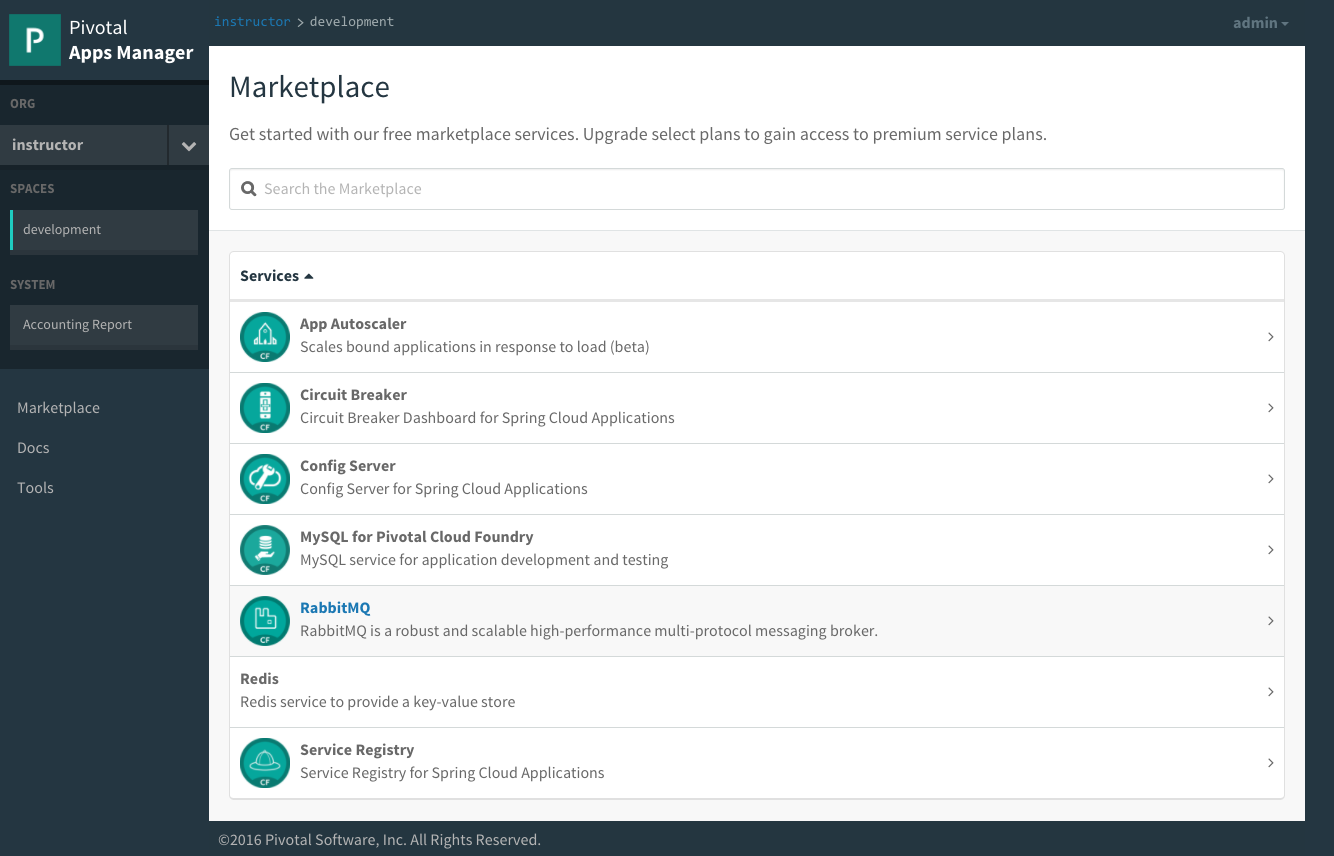 P
Pivotal
Apps Manager
instructor > development
admin
ORG
instructor
SPACES
development
SYSTEM
Accounting Report
Marketplace
Docs
Tools
Marketplace
Get started with our free marketplace services. Upgrade select plans to gain access to premium service plans.
Search the Marketplace
Services
App Autoscaler
Scales bound applications in response to load (beta)
CF
Circuit Breaker
Circuit Breaker Dashboard for Spring Cloud Applications
CF
Config Server
Config Server for Spring Cloud Applications
CF
MySQL for Pivotal Cloud Foundry
MySQL service for application development and testing
CF
RabbitMQ
RabbitMQ is a robust and scalable high-performance multi-protocol messaging broker.
CF
Redis
Redis service to provide a key-value store
Service Registry
Service Registry for Spring Cloud Applications
CF
©2016 Pivotal Software, Inc. All Rights Reserved.